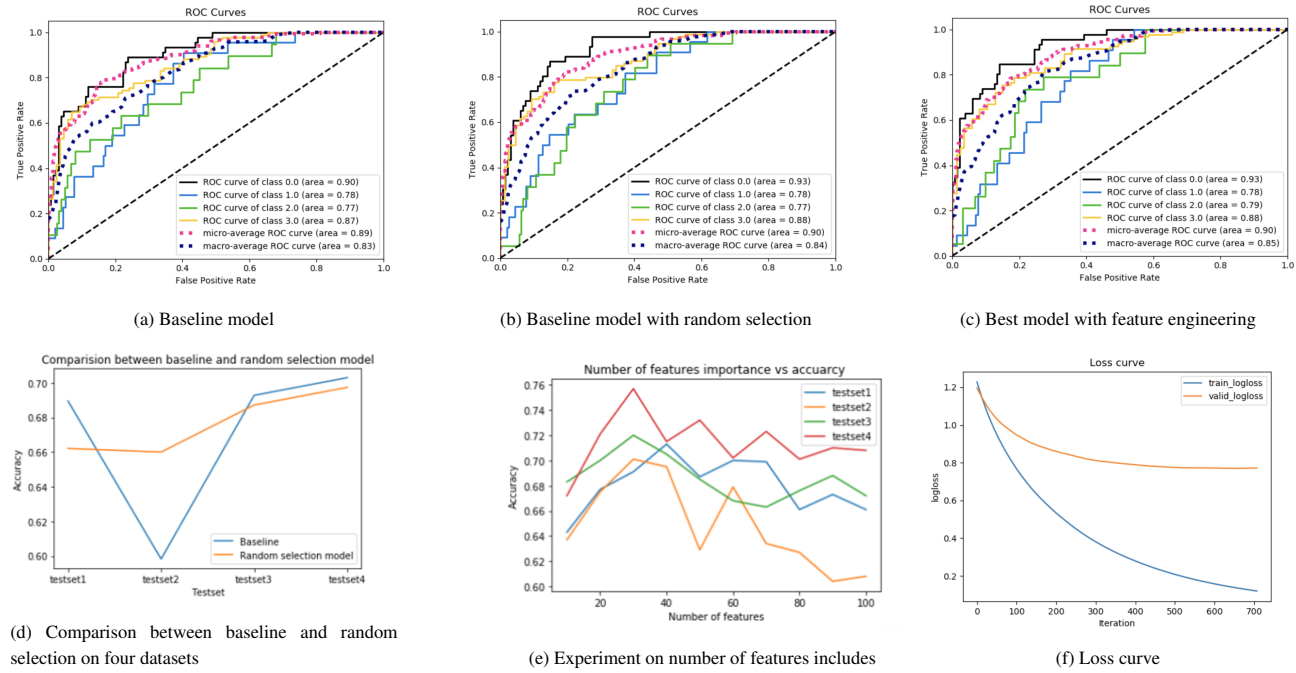 ROC Curves
1.0
0.8
0.6
0.4
0.2
0.0
True Positive Rate
ROC curve of class 0.0 (area = 0.90)
ROC curve of class 1.0 (area = 0.78)
ROC curve of class 2.0 (area = 0.77)
ROC curve of class 3.0 (area = 0.87)
micro-average ROC curve (area = 0.89)
macro-average ROC curve (area = 0.83)
0.0 0.2 0.4 0.6 0.8 1.0
False Positive Rate
(a) Baseline model
ROC Curves
1.0
0.8
0.6
0.4
0.2
0.0
True Positive Rate
ROC curve of class 0.0 (area = 0.93)
ROC curve of class 1.0 (area = 0.78)
ROC curve of class 2.0 (area = 0.77)
ROC curve of class 3.0 (area = 0.88)
micro-average ROC curve (area = 0.90)
macro-average ROC curve (area = 0.84)
0.0 0.2 0.4 0.6 0.8 1.0
False Positive Rate
(b) Baseline model with random selection
ROC Curves
1.0
0.8
0.6
0.4
0.2
0.0
True Positive Rate
ROC curve of class 0.0 (area = 0.93)
ROC curve of class 1.0 (area = 0.78)
ROC curve of class 2.0 (area = 0.79)
ROC curve of class 3.0 (area = 0.88)
micro-average ROC curve (area = 0.90)
macro-average ROC curve (area = 0.85)
0.0 0.2 0.4 0.6 0.8 1.0
False Positive Rate
(c) Best model with feature engineering
Comparision between baseline and random selection model
0.70
0.68
0.66
0.64
0.62
0.60
Accuracy
Baseline
Random selection model
testset1 testset2 testset3 testset4
Testset
(d) Comparison between baseline and random
selection on four datasets
Number of features importance vs accuarcy
0.76
0.74
0.72
0.70
0.68
0.66
0.64
0.62
0.60
Accuracy
testset1
testset2
testset3
testset4
20 40 60 80 100
Number of features
(e) Experiment on number of features includes
Loss curve
1.2
1.0
0.8
0.6
0.4
0.2
logloss
train_logloss
valid_logloss
0 100 200 300 400 500 600 700
Iteration
(f) Loss curve